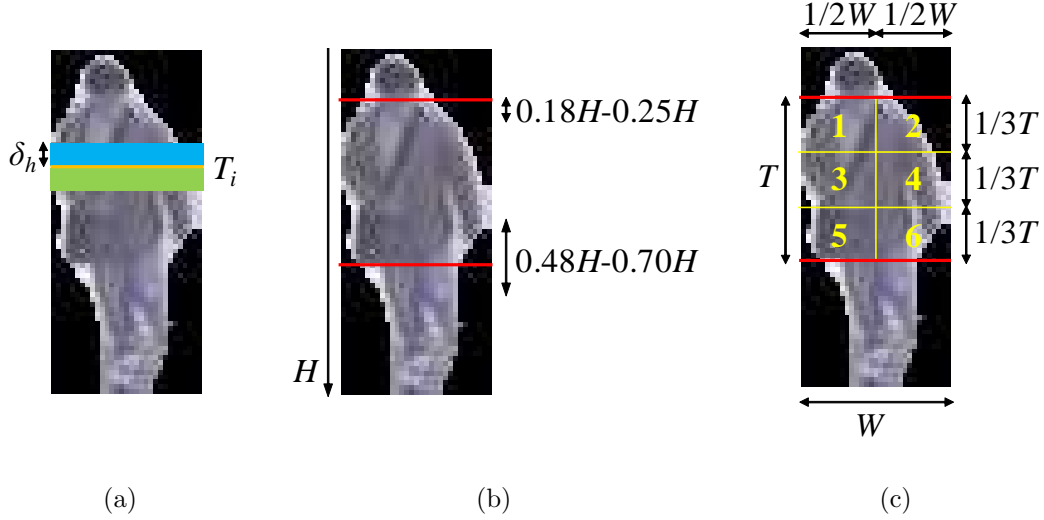 δ_h
T_i
(a)
0.18H-0.25H
0.48H-0.70H
H
(b)
1/2W 1/2W
1 2
3 4
5 6
T
1/3T
1/3T
1/3T
W
(c)